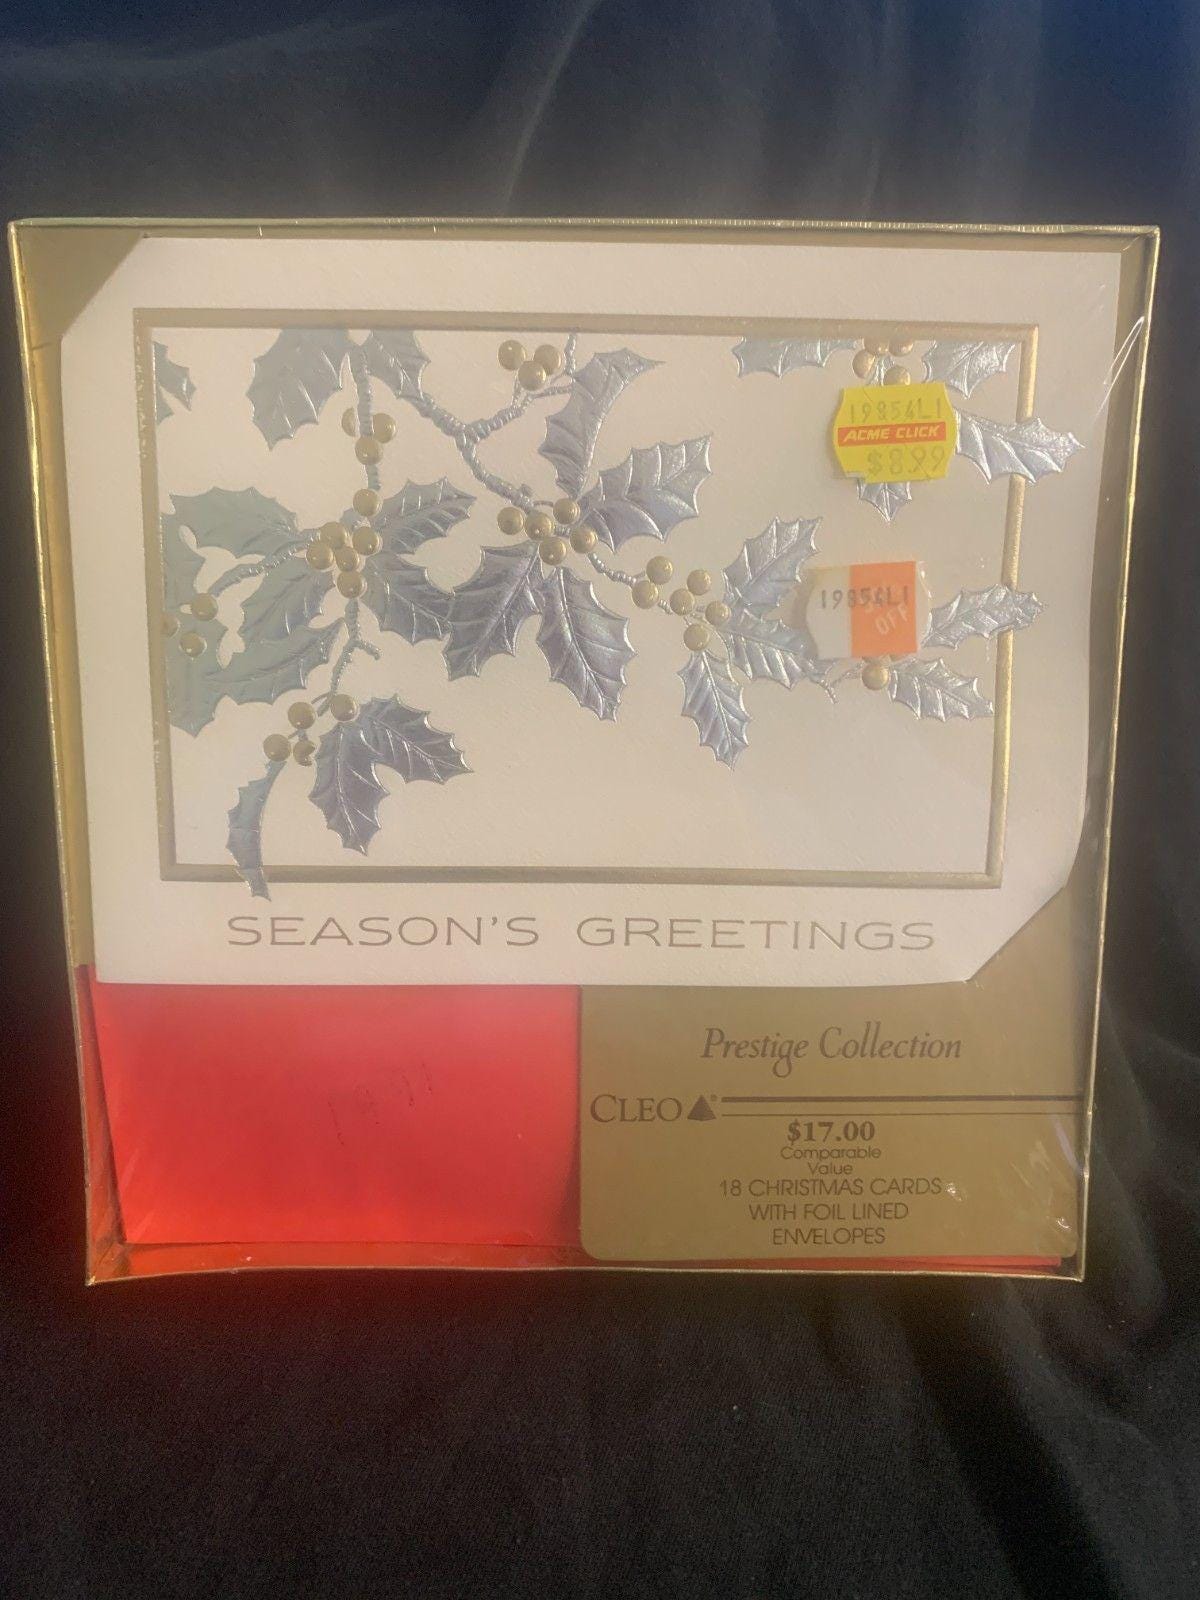 19854L1
ACME CLICK
$8.99
19854L1
OFF
SEASON'S GREETINGS
Prestige Collection
CLEO
$17.00
Comparable
Value
18 CHRISTMAS CARDS
WITH FOIL LINED
ENVELOPES